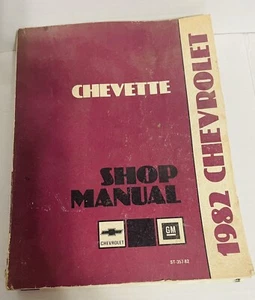 CHEVETTE
SHOP
MANUAL
CHEVROLET
GM
1982 CHEVROLET